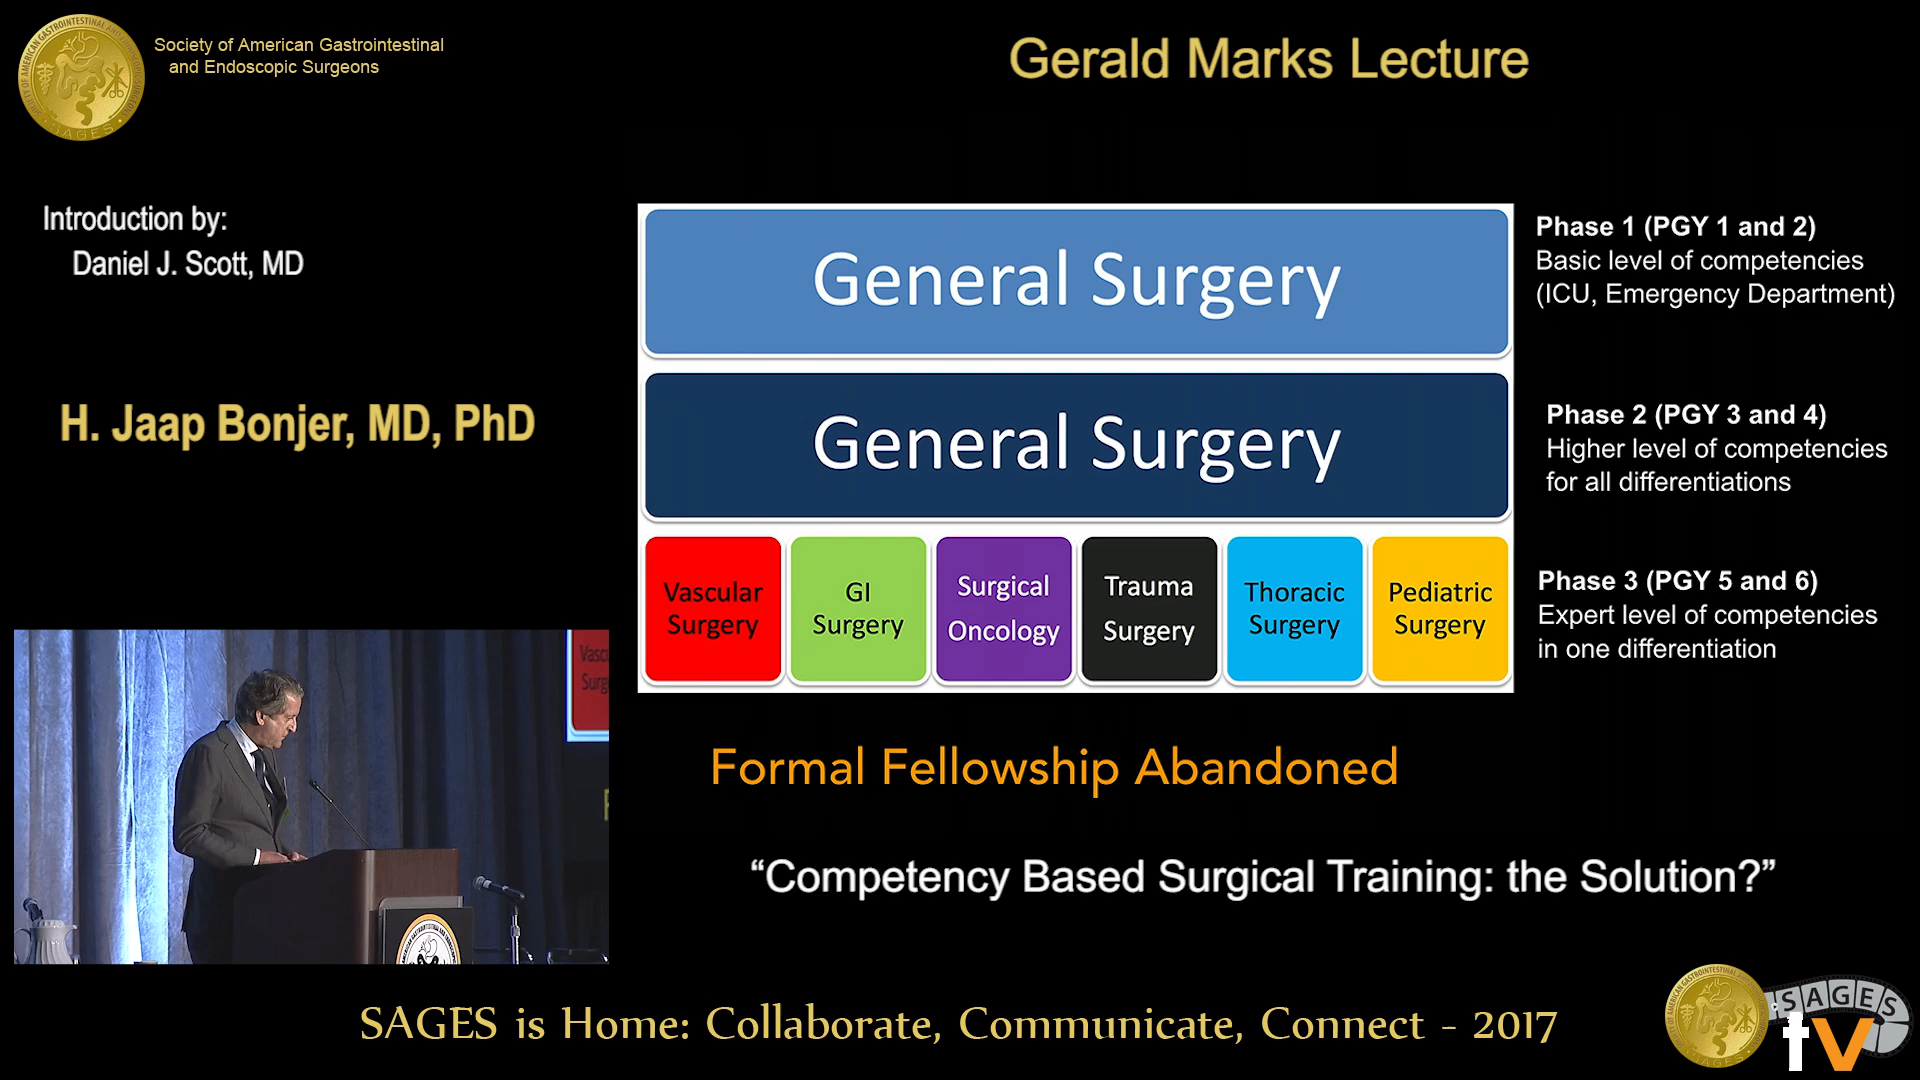 Society of American Gastrointestinal
and Endoscopic Surgeons
Gerald Marks Lecture
Introduction by:
Daniel J. Scott, MD
H. Jaap Bonjer, MD, PhD
General Surgery
Phase 1 (PGY 1 and 2)
Basic level of competencies
(ICU, Emergency Department)
General Surgery
Phase 2 (PGY 3 and 4)
Higher level of competencies
for all differentiations
Vascular
Surgery
GI
Surgery
Surgical
Oncology
Trauma
Surgery
Thoracic
Surgery
Pediatric
Surgery
Phase 3 (PGY 5 and 6)
Expert level of competencies
in one differentiation
Formal Fellowship Abandoned
“Competency Based Surgical Training: the Solution?”
SAGES is Home: Collaborate, Communicate, Connect - 2017
SAGES
tv